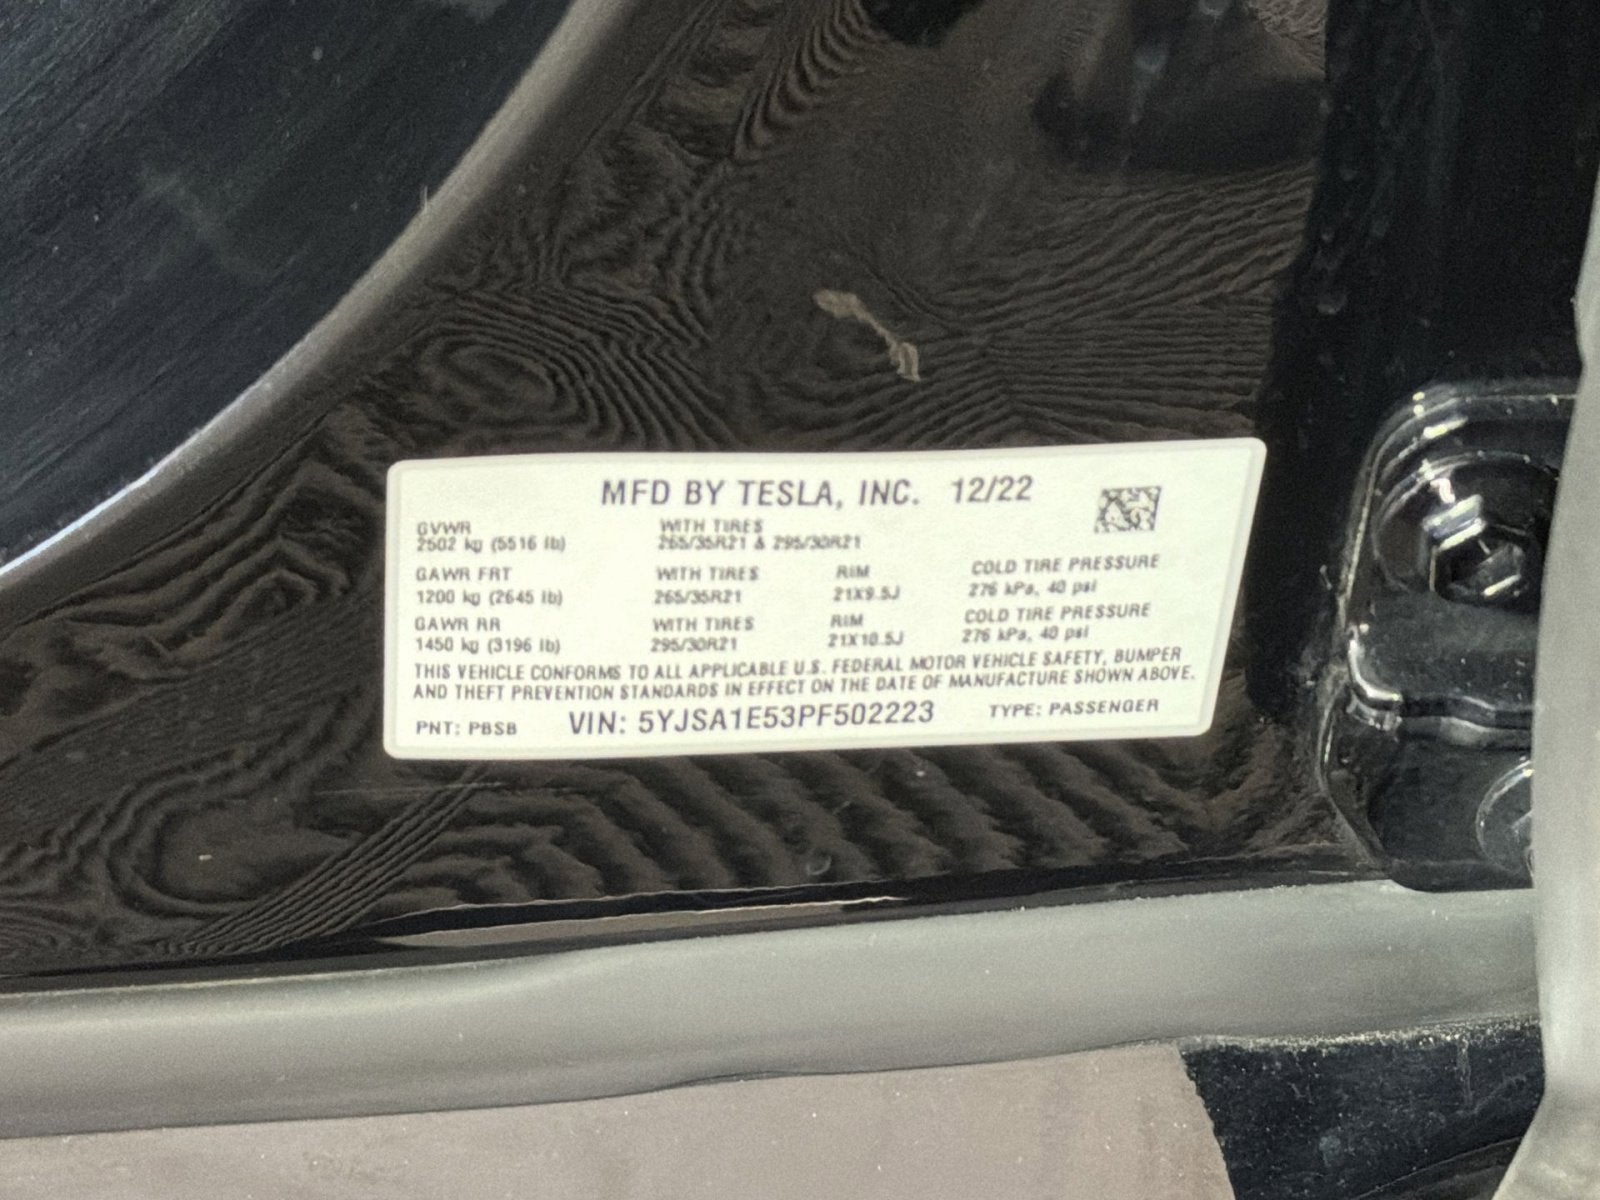 MFD BY TESLA, INC. 12/22
GVWR WITH TIRES
2502 kg (5516 lb) 265/35R21 & 295/30R21
GAWR FRT WITH TIRES RIM COLD TIRE PRESSURE
1200 kg (2645 lb) 265/35R21 21X9.5J 276 kPa, 40 psi
GAWR RR WITH TIRES RIM COLD TIRE PRESSURE
1450 kg (3196 lb) 295/30R21 21X10.5J 276 kPa, 40 psi
THIS VEHICLE CONFORMS TO ALL APPLICABLE U.S. FEDERAL MOTOR VEHICLE SAFETY, BUMPER
AND THEFT PREVENTION STANDARDS IN EFFECT ON THE DATE OF MANUFACTURE SHOWN ABOVE.
PNT: PBSB VIN: 5YJSA1E53PF502223 TYPE: PASSENGER